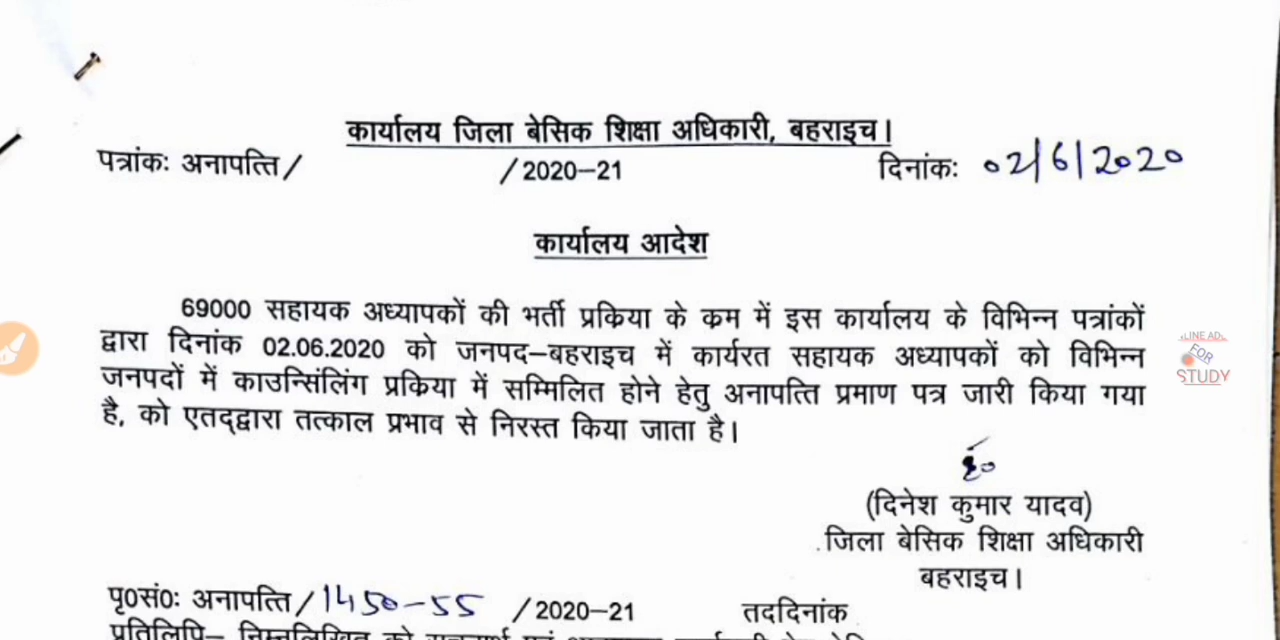 कार्यालय जिला बेसिक शिक्षा अधिकारी, बहराइच।
पत्रांकः अनापत्ति/ /2020–21 दिनांकः 02/6/2020
कार्यालय आदेश
69000 सहायक अध्यापकों की भर्ती प्रकिया के कम में इस कार्यालय के विभिन्न पत्रांकों
द्वारा दिनांक 02.06.2020 को जनपद–बहराइच में कार्यरत सहायक अध्यापकों को विभिन्न
जनपदों में काउन्सिंलिंग प्रकिया में सम्मिलित होने हेतु अनापत्ति प्रमाण पत्र जारी किया गया
है, को एतद्द्वारा तत्काल प्रभाव से निरस्त किया जाता है।
(दिनेश कुमार यादव)
जिला बेसिक शिक्षा अधिकारी
बहराइच।
पृ0सं0ः अनापत्ति/1450-55 /2020–21 तददिनांक
प्रतिलिपि– निम्नलिखित को
FOR
STUDY